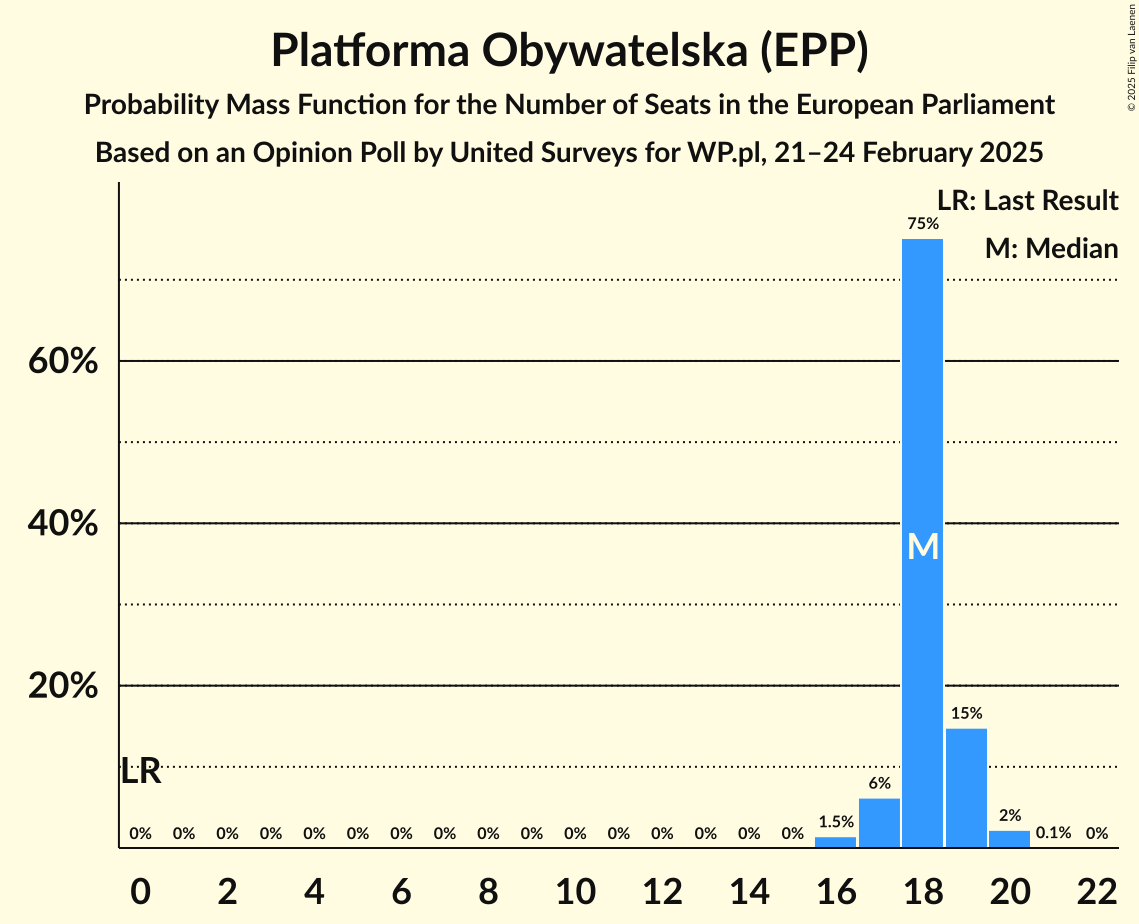 Platforma Obywatelska (EPP)
Probability Mass Function for the Number of Seats in the European Parliament
Based on an Opinion Poll by United Surveys for WP.pl, 21–24 February 2025
© 2025 Filip van Laenen
LR: Last Result
75%
M: Median
60%
40%
M
20%
15%
LR
6%
0% 0% 0% 0% 0% 0% 0% 0% 0% 0% 0% 0% 0% 0% 0% 0% 1.5% 2% 0.1% 0%
0 2 4 6 8 10 12 14 16 18 20 22